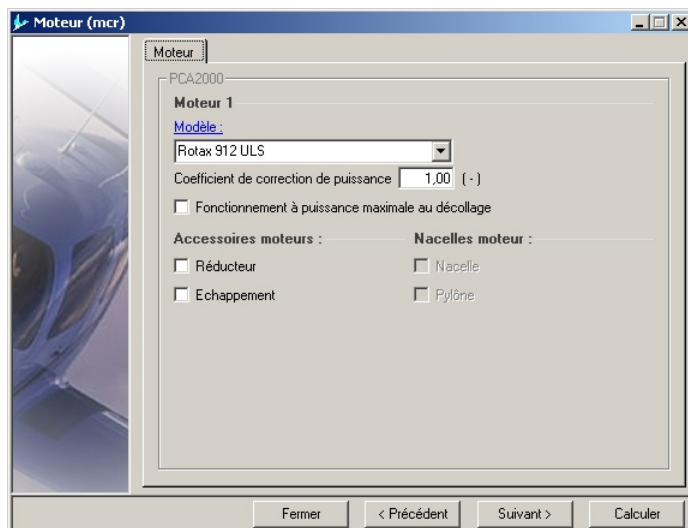 Moteur (mcr)
Moteur
PCA2000
Moteur 1
Modèle :
Rotax 912 ULS
Coefficient de correction de puissance 1,00 ( - )
Fonctionnement à puissance maximale au décollage
Accessoires moteurs : Nacelles moteur :
Réducteur Nacelle
Echappement Pylône
Fermer < Précédent Suivant > Calculer